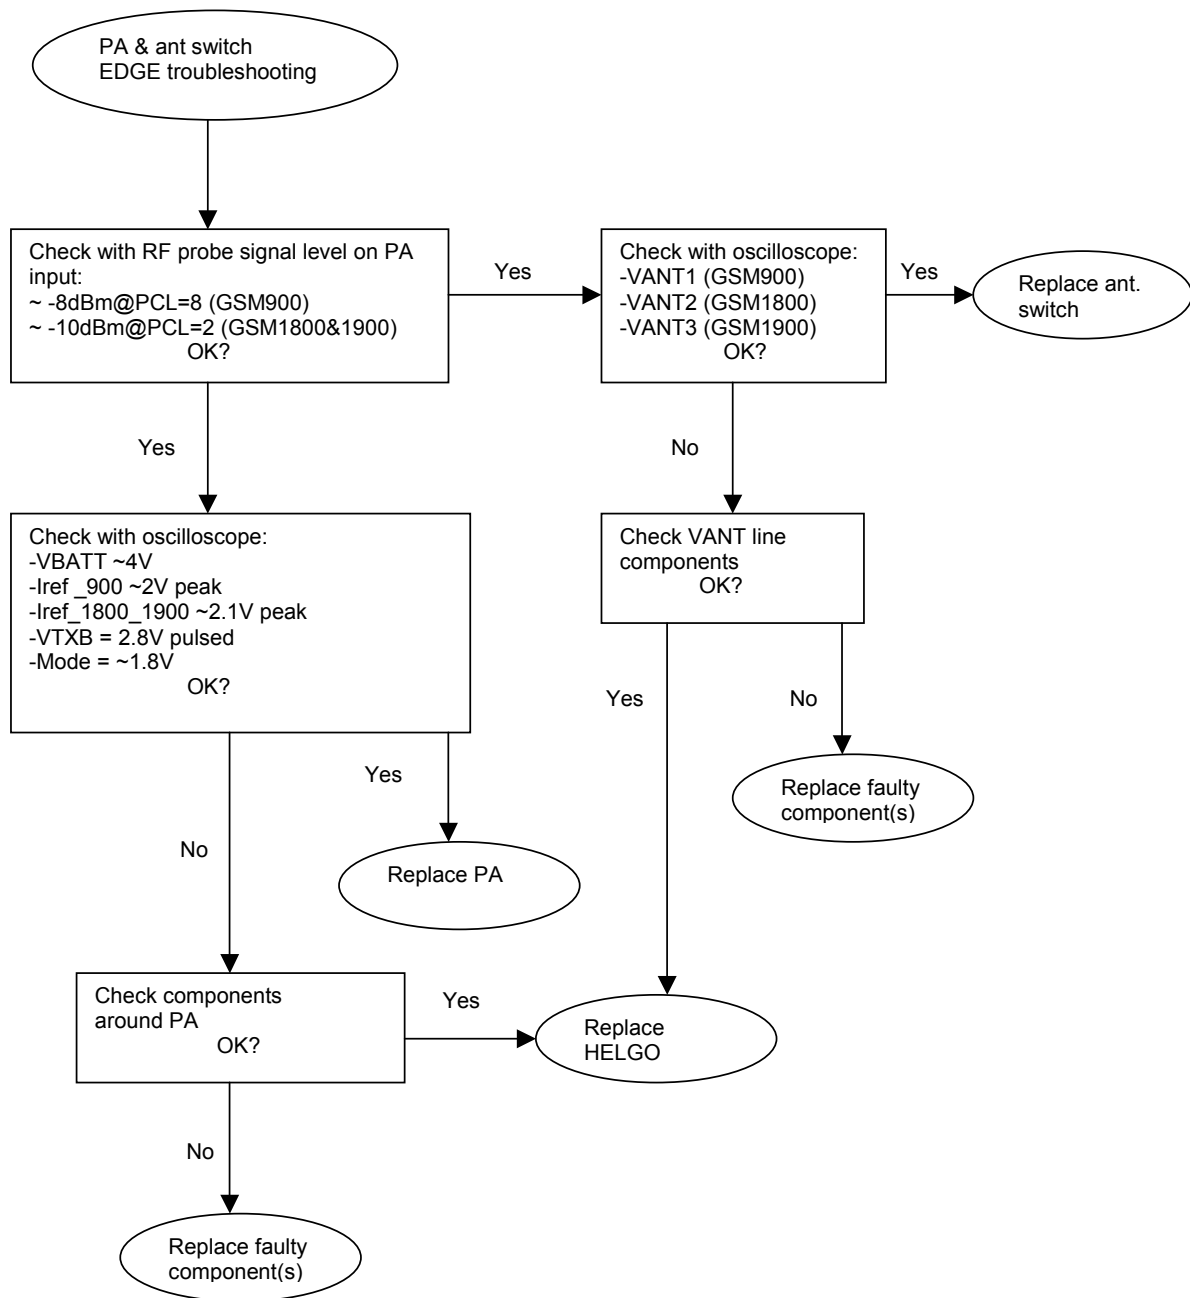 PA & ant switch
EDGE troubleshooting
Check with RF probe signal level on PA
input:
~ -8dBm@PCL=8 (GSM900)
~ -10dBm@PCL=2 (GSM1800&1900)
OK?
Yes
Check with oscilloscope:
-VANT1 (GSM900)
-VANT2 (GSM1800)
-VANT3 (GSM1900)
OK?
Yes
Replace ant.
switch
Yes
No
Check with oscilloscope:
-VBATT ~4V
-Iref _900 ~2V peak
-Iref_1800_1900 ~2.1V peak
-VTXB = 2.8V pulsed
-Mode = ~1.8V
OK?
Check VANT line
components
OK?
Yes
No
Replace faulty
component(s)
Yes
Replace PA
No
Check components
around PA
OK?
Yes
Replace
HELGO
No
Replace faulty
component(s)